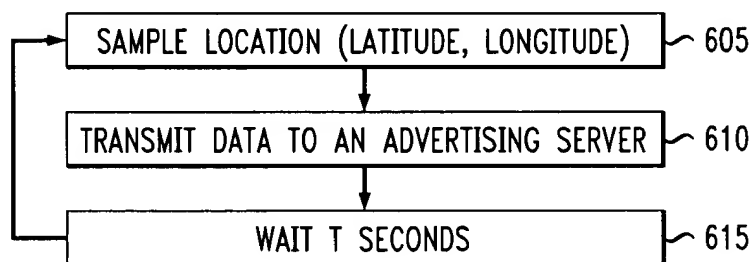 SAMPLE LOCATION (LATITUDE, LONGITUDE) 605
TRANSMIT DATA TO AN ADVERTISING SERVER 610
WAIT T SECONDS 615